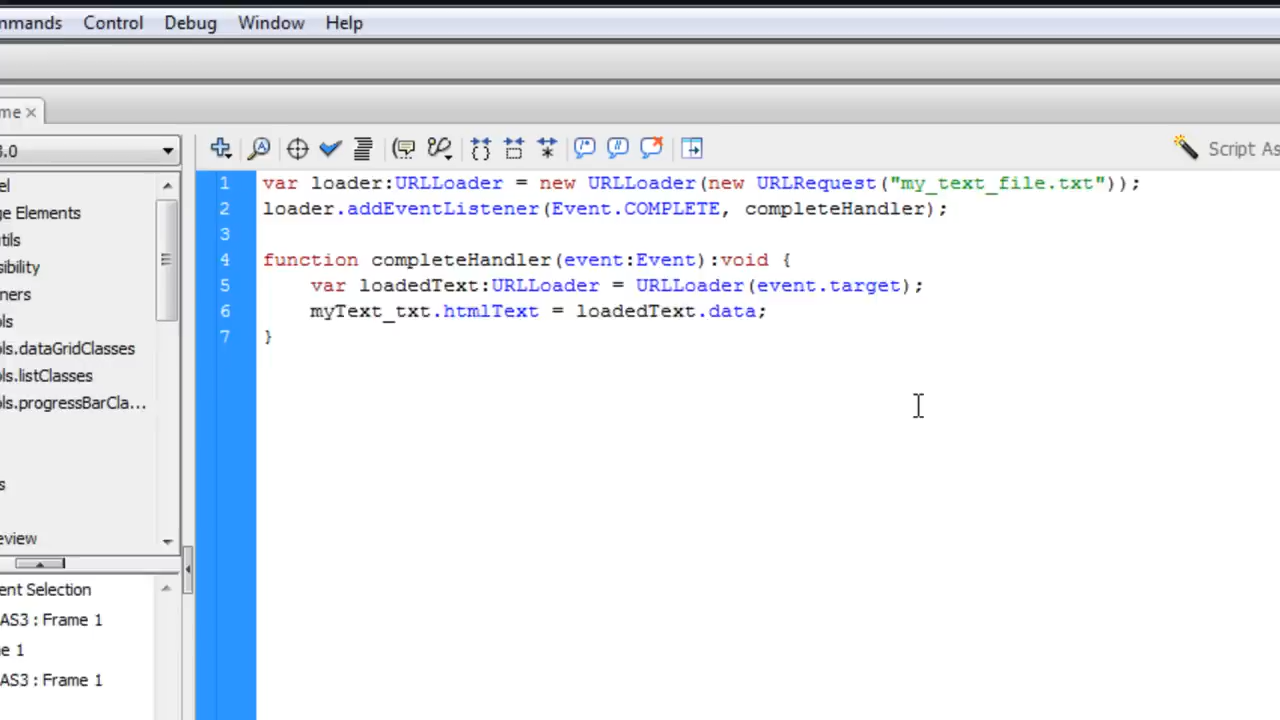 mmands Control Debug Window Help
me
3.0
Script As
el
ge Elements
tils
sibility
ners
ols
ols.dataGridClasses
ols.listClasses
ols.progressBarCla...
s
eview
ent Selection
AS3 : Frame 1
ne 1
AS3 : Frame 1
1 var loader:URLLoader = new URLLoader(new URLRequest("my_text_file.txt"));
2 loader.addEventListener(Event.COMPLETE, completeHandler);
3
4 function completeHandler(event:Event):void {
5 var loadedText:URLLoader = URLLoader(event.target);
6 myText_txt.htmlText = loadedText.data;
7 }